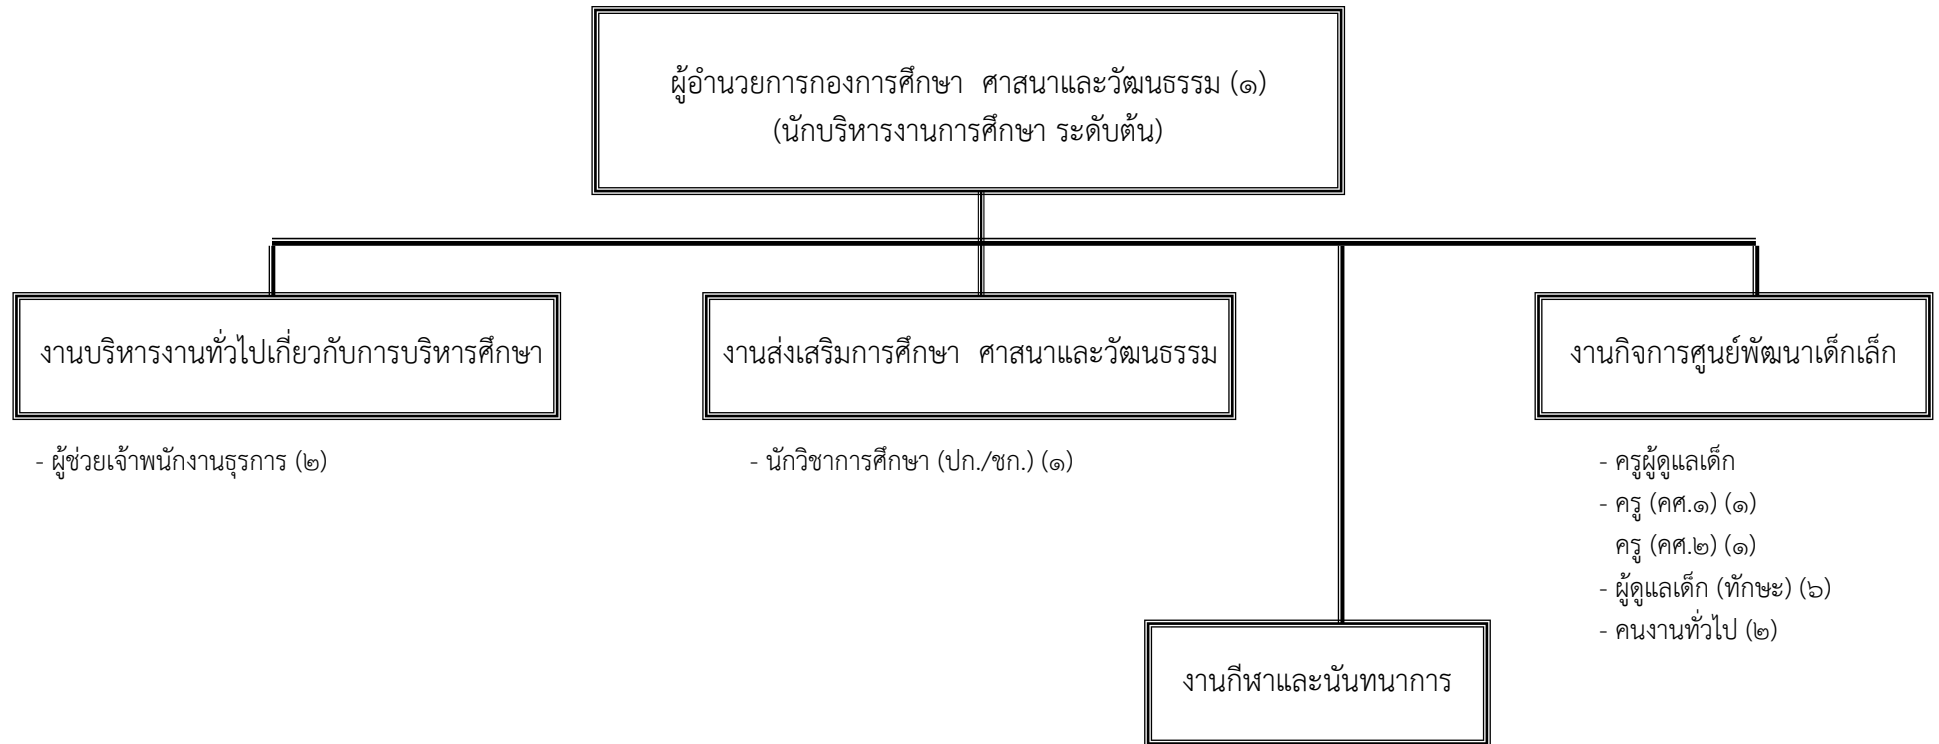 ผู้อำนวยการกองการศึกษา  ศาสนาและวัฒนธรรม (๑)
(นักบริหารงานการศึกษา ระดับต้น)
งานบริหารงานทั่วไปเกี่ยวกับการบริหารศึกษา
- ผู้ช่วยเจ้าพนักงานธุรการ (๒)
งานส่งเสริมการศึกษา  ศาสนาและวัฒนธรรม
- นักวิชาการศึกษา (ปก./ชก.) (๑)
งานกีฬาและนันทนาการ
งานกิจการศูนย์พัฒนาเด็กเล็ก
- ครูผู้ดูแลเด็ก
- ครู (คศ.๑) (๑)
ครู (คศ.๒) (๑)
- ผู้ดูแลเด็ก (ทักษะ) (๖)
- คนงานทั่วไป (๒)